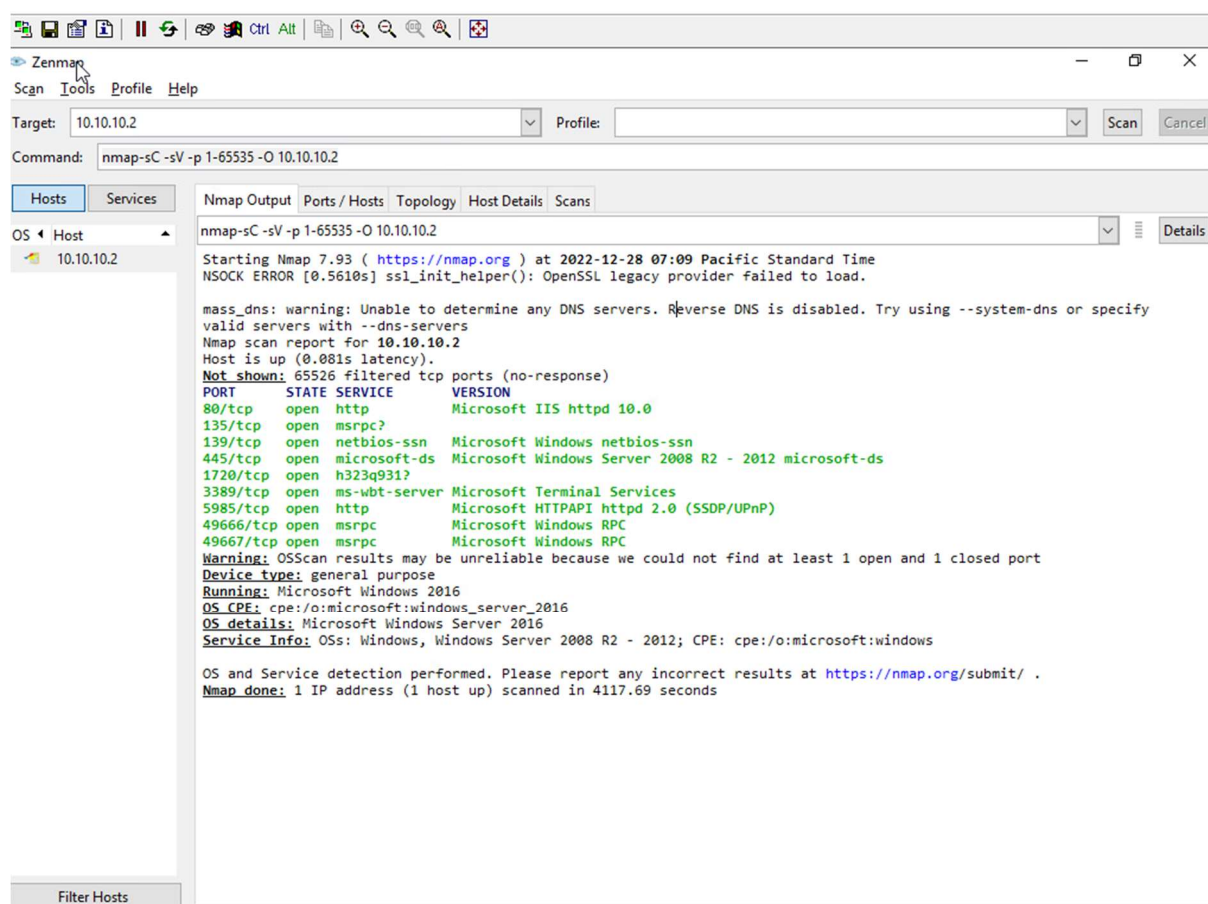 Ctrl Alt
Zenmap
Scan Tools Profile Help
Target: 10.10.10.2 Profile: Scan Cancel
Command: nmap-sC -sV -p 1-65535 -O 10.10.10.2
Hosts Services Nmap Output Ports / Hosts Topology Host Details Scans
OS Host nmap-sC -sV -p 1-65535 -O 10.10.10.2 Details
10.10.10.2
Starting Nmap 7.93 ( https://nmap.org ) at 2022-12-28 07:09 Pacific Standard Time
NSOCK ERROR [0.5610s] ssl_init_helper(): OpenSSL legacy provider failed to load.
mass_dns: warning: Unable to determine any DNS servers. Reverse DNS is disabled. Try using --system-dns or specify
valid servers with --dns-servers
Nmap scan report for 10.10.10.2
Host is up (0.081s latency).
Not shown: 65526 filtered tcp ports (no-response)
PORT STATE SERVICE VERSION
80/tcp open http Microsoft IIS httpd 10.0
135/tcp open msrpc?
139/tcp open netbios-ssn Microsoft Windows netbios-ssn
445/tcp open microsoft-ds Microsoft Windows Server 2008 R2 - 2012 microsoft-ds
1720/tcp open h323q931?
3389/tcp open ms-wbt-server Microsoft Terminal Services
5985/tcp open http Microsoft HTTPAPI httpd 2.0 (SSDP/UPnP)
49666/tcp open msrpc Microsoft Windows RPC
49667/tcp open msrpc Microsoft Windows RPC
Warning: OSScan results may be unreliable because we could not find at least 1 open and 1 closed port
Device type: general purpose
Running: Microsoft Windows 2016
OS CPE: cpe:/o:microsoft:windows_server_2016
OS details: Microsoft Windows Server 2016
Service Info: OSs: Windows, Windows Server 2008 R2 - 2012; CPE: cpe:/o:microsoft:windows
OS and Service detection performed. Please report any incorrect results at https://nmap.org/submit/ .
Nmap done: 1 IP address (1 host up) scanned in 4117.69 seconds
Filter Hosts